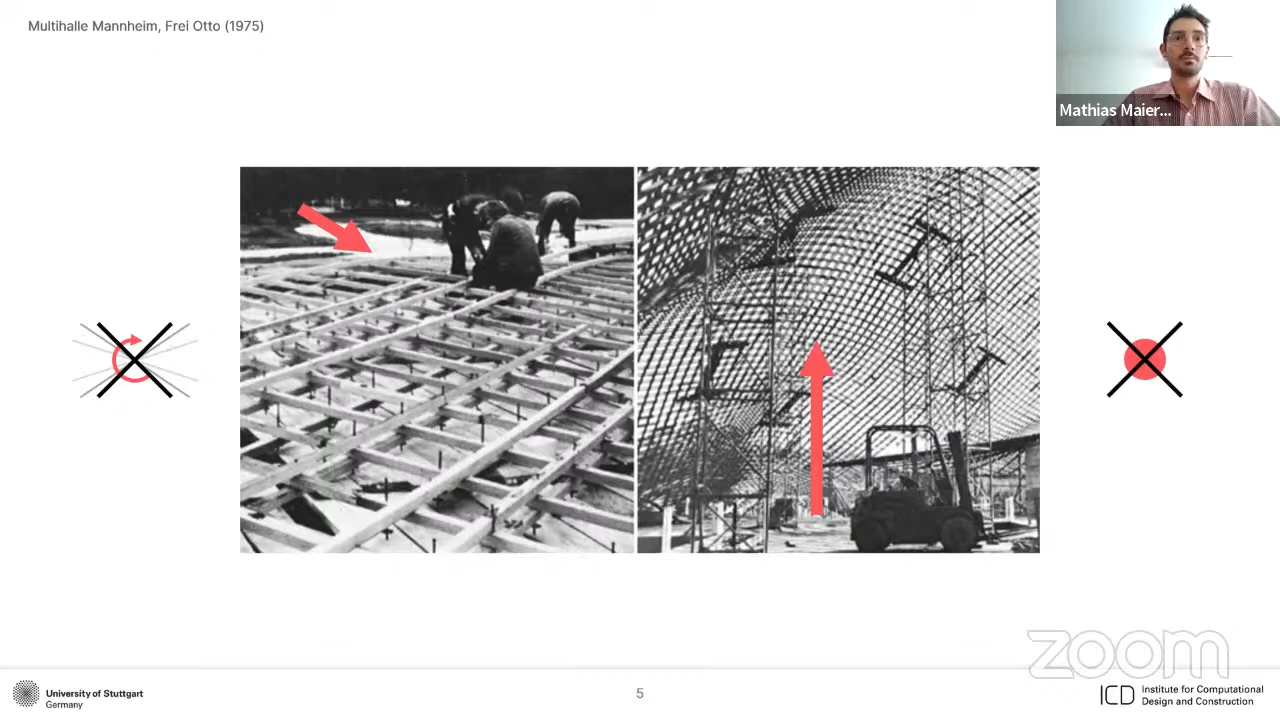 Multihalle Mannheim, Frei Otto (1975)
Mathias Maier...
zoom
University of Stuttgart
Germany
5
ICD
Institute for Computational
Design and Construction